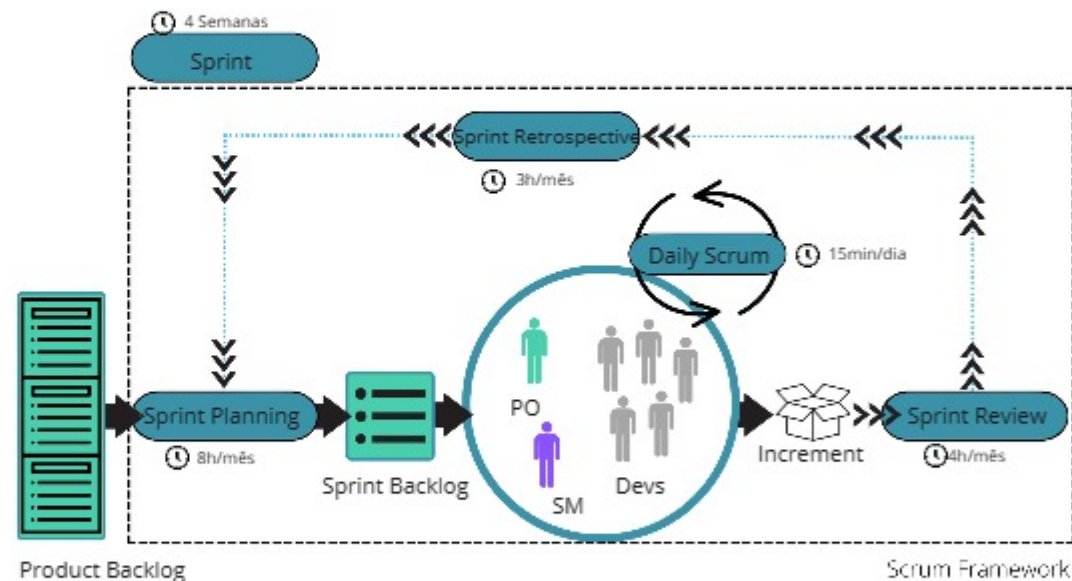 4 Semanas
Sprint
Sprint Retrospective
3h/mês
Daily Scrum
15min/dia
Sprint Planning
8h/mês
Sprint Backlog
PO
SM
Devs
Increment
Sprint Review
4h/mês
Product Backlog
Scrum Framework